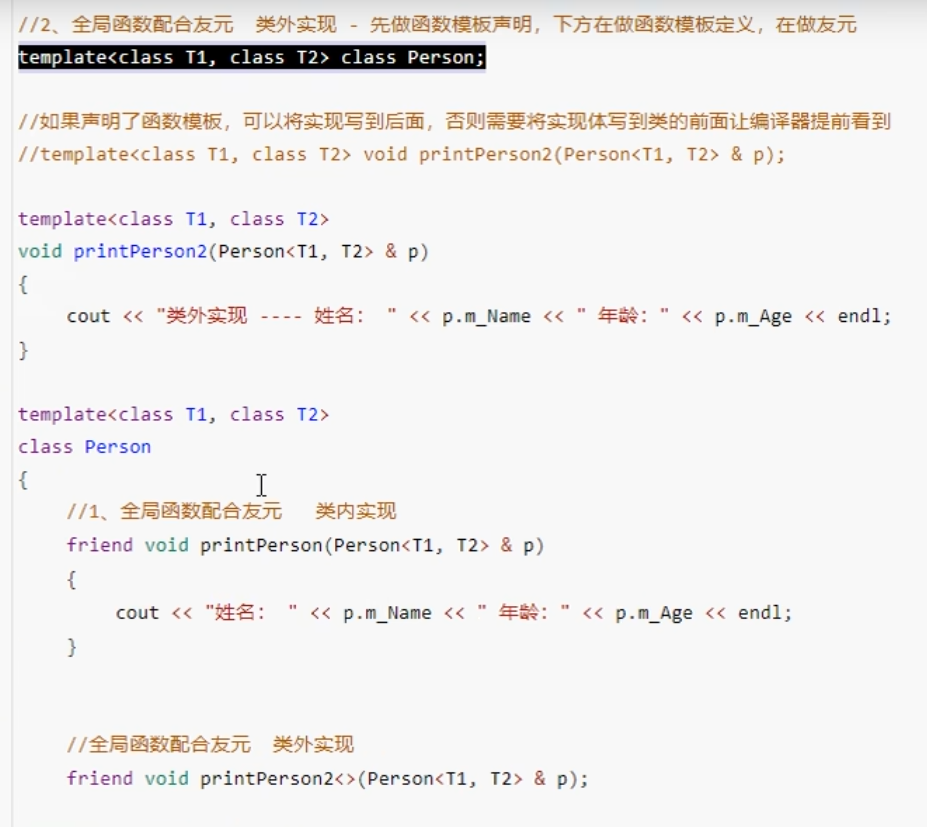 //2、全局函数配合友元  类外实现 - 先做函数模板声明，下方在做函数模板定义，在做友元
template<class T1, class T2> class Person;
//如果声明了函数模板，可以将实现写到后面，否则需要将实现体写到类的前面让编译器提前看到
//template<class T1, class T2> void printPerson2(Person<T1, T2> & p);
template<class T1, class T2>
void printPerson2(Person<T1, T2> & p)
{
    cout << "类外实现 ---- 姓名： " << p.m_Name << " 年龄：" << p.m_Age << endl;
}
template<class T1, class T2>
class Person
{
    //1、全局函数配合友元   类内实现
    friend void printPerson(Person<T1, T2> & p)
    {
        cout << "姓名： " << p.m_Name << " 年龄：" << p.m_Age << endl;
    }
    //全局函数配合友元  类外实现
    friend void printPerson2<>(Person<T1, T2> & p);